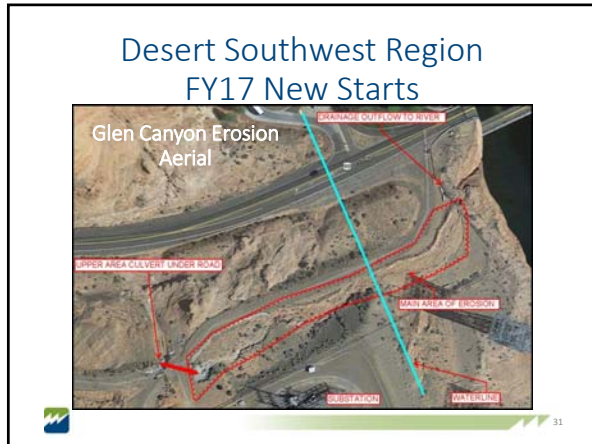 Desert Southwest Region
FY17 New Starts
Glen Canyon Erosion
Aerial
DRAINAGE OUTFLOW TO RIVER
UPPER AREA CULVERT UNDER ROAD
MAIN AREA OF EROSION
SUBSTATION
WATERLINE
31